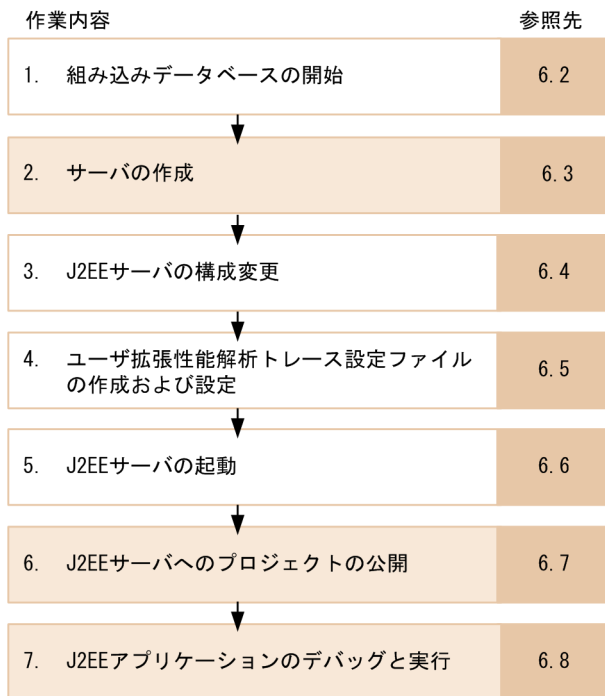 作業内容 参照先
1. 組み込みデータベースの開始 6.2
2. サーバの作成 6.3
3. J2EEサーバの構成変更 6.4
4. ユーザ拡張性能解析トレース設定ファイル
の作成および設定 6.5
5. J2EEサーバの起動 6.6
6. J2EEサーバへのプロジェクトの公開 6.7
7. J2EEアプリケーションのデバッグと実行 6.8